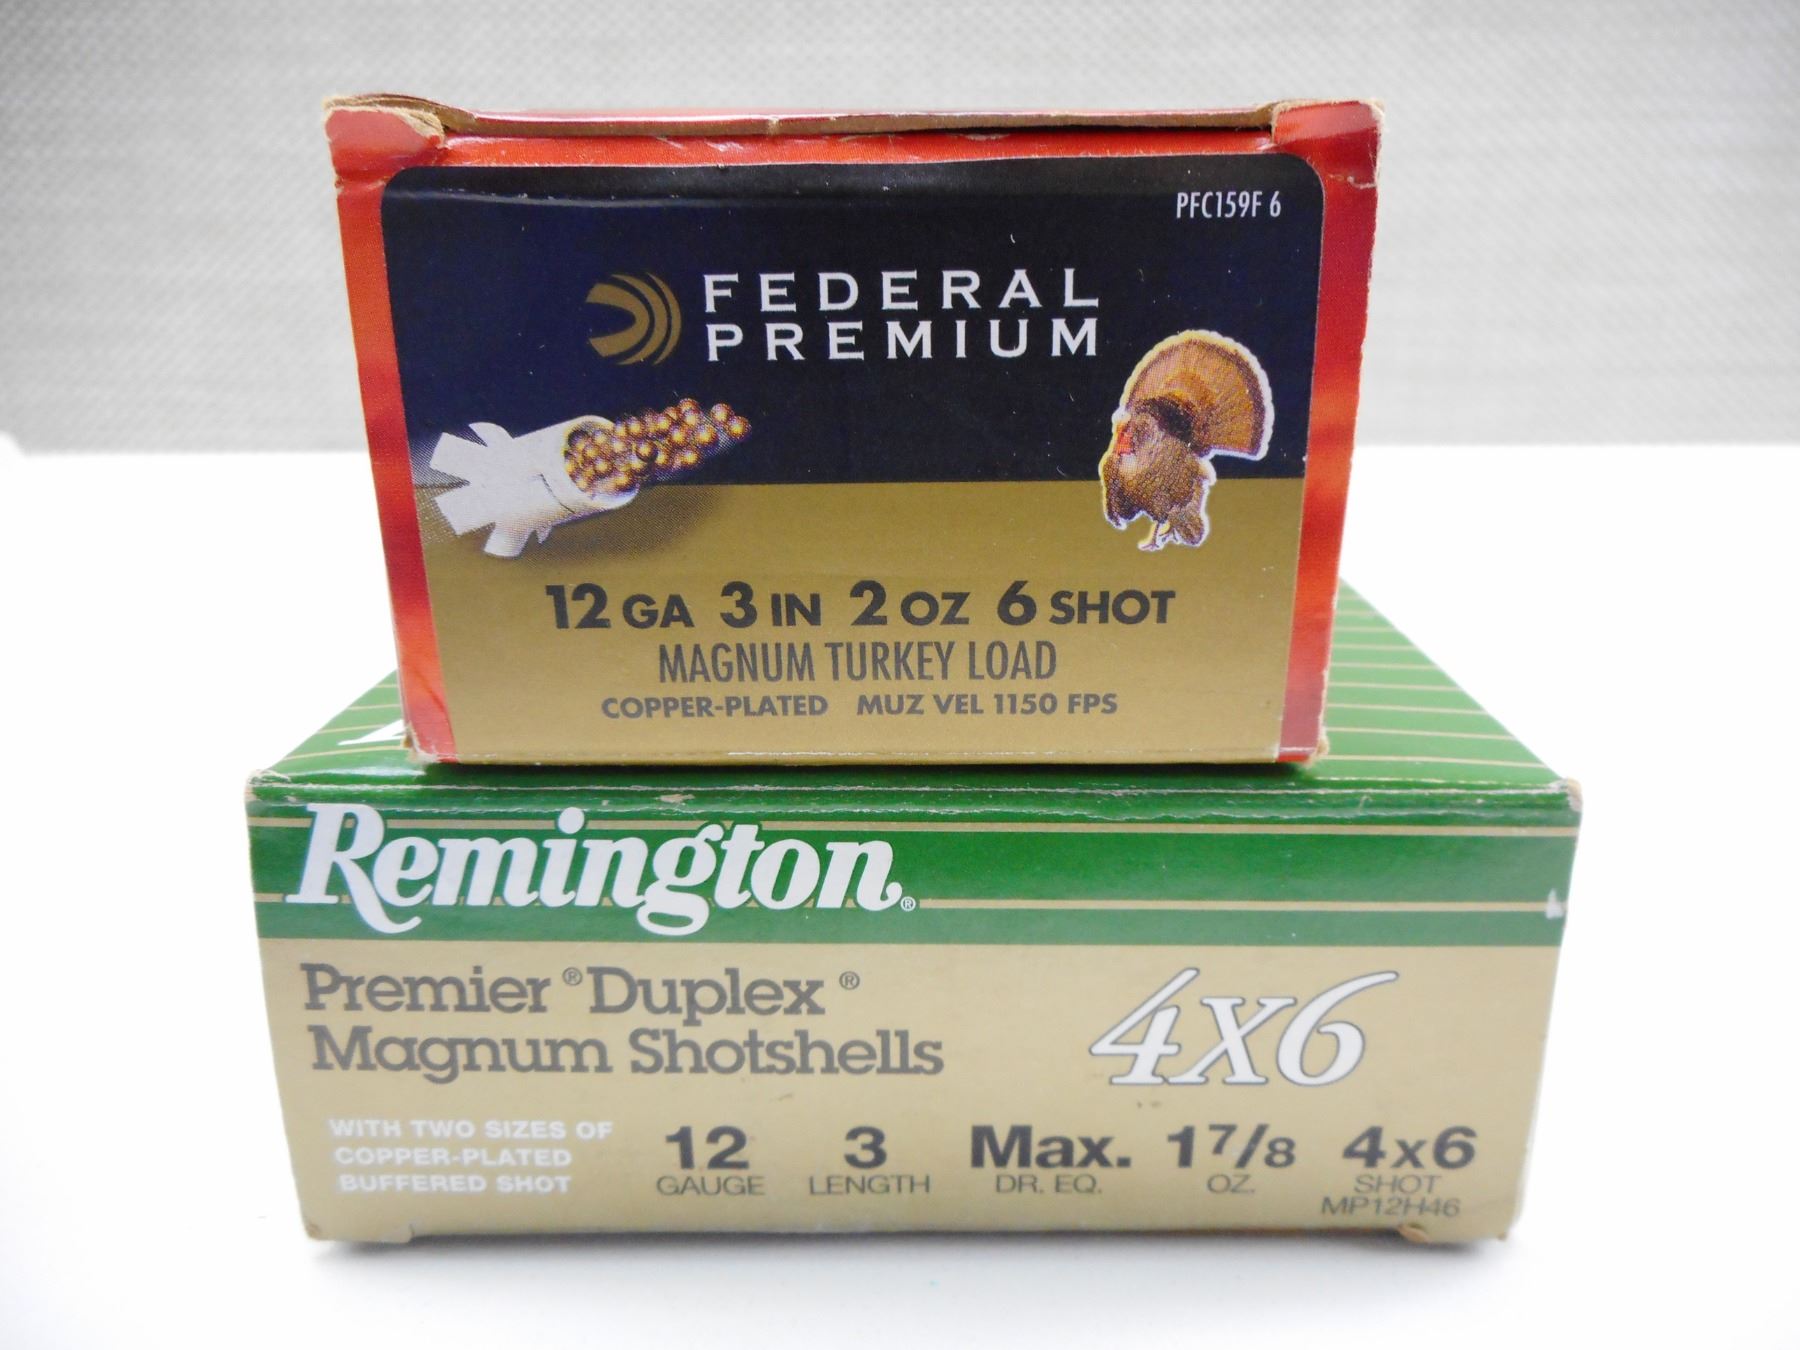 PFC159F 6
FEDERAL
PREMIUM
12 GA 3 IN 2 OZ 6 SHOT
MAGNUM TURKEY LOAD
COPPER-PLATED MUZ VEL 1150 FPS
Remington®
Premier® Duplex®
Magnum Shotshells
4x6
WITH TWO SIZES OF
COPPER-PLATED
BUFFERED SHOT
12 3 Max. 1 7/8 4x6
GAUGE LENGTH DR. EQ. OZ. SHOT
MP12H46